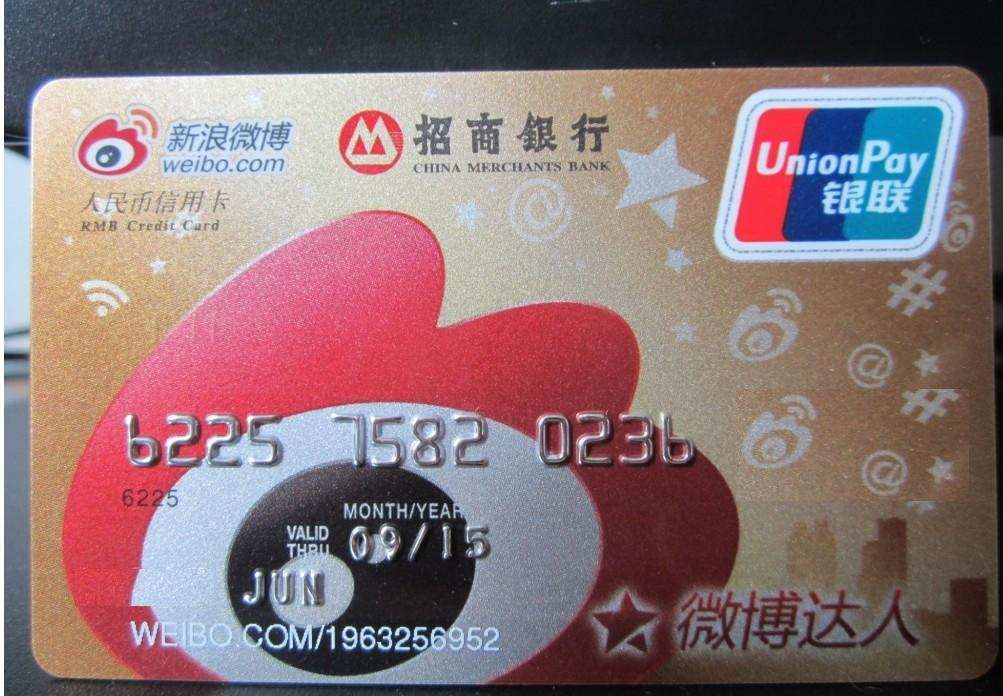 新浪微博
weibo.com
人民币信用卡
RMB Credit Card
招商銀行
CHINA MERCHANTS BANK
UnionPay
银联
6225 7582 0236
6225
MONTH/YEAR
VALID
THRU
09/15
JUN
WEIBO.COM/1963256952
微博达人